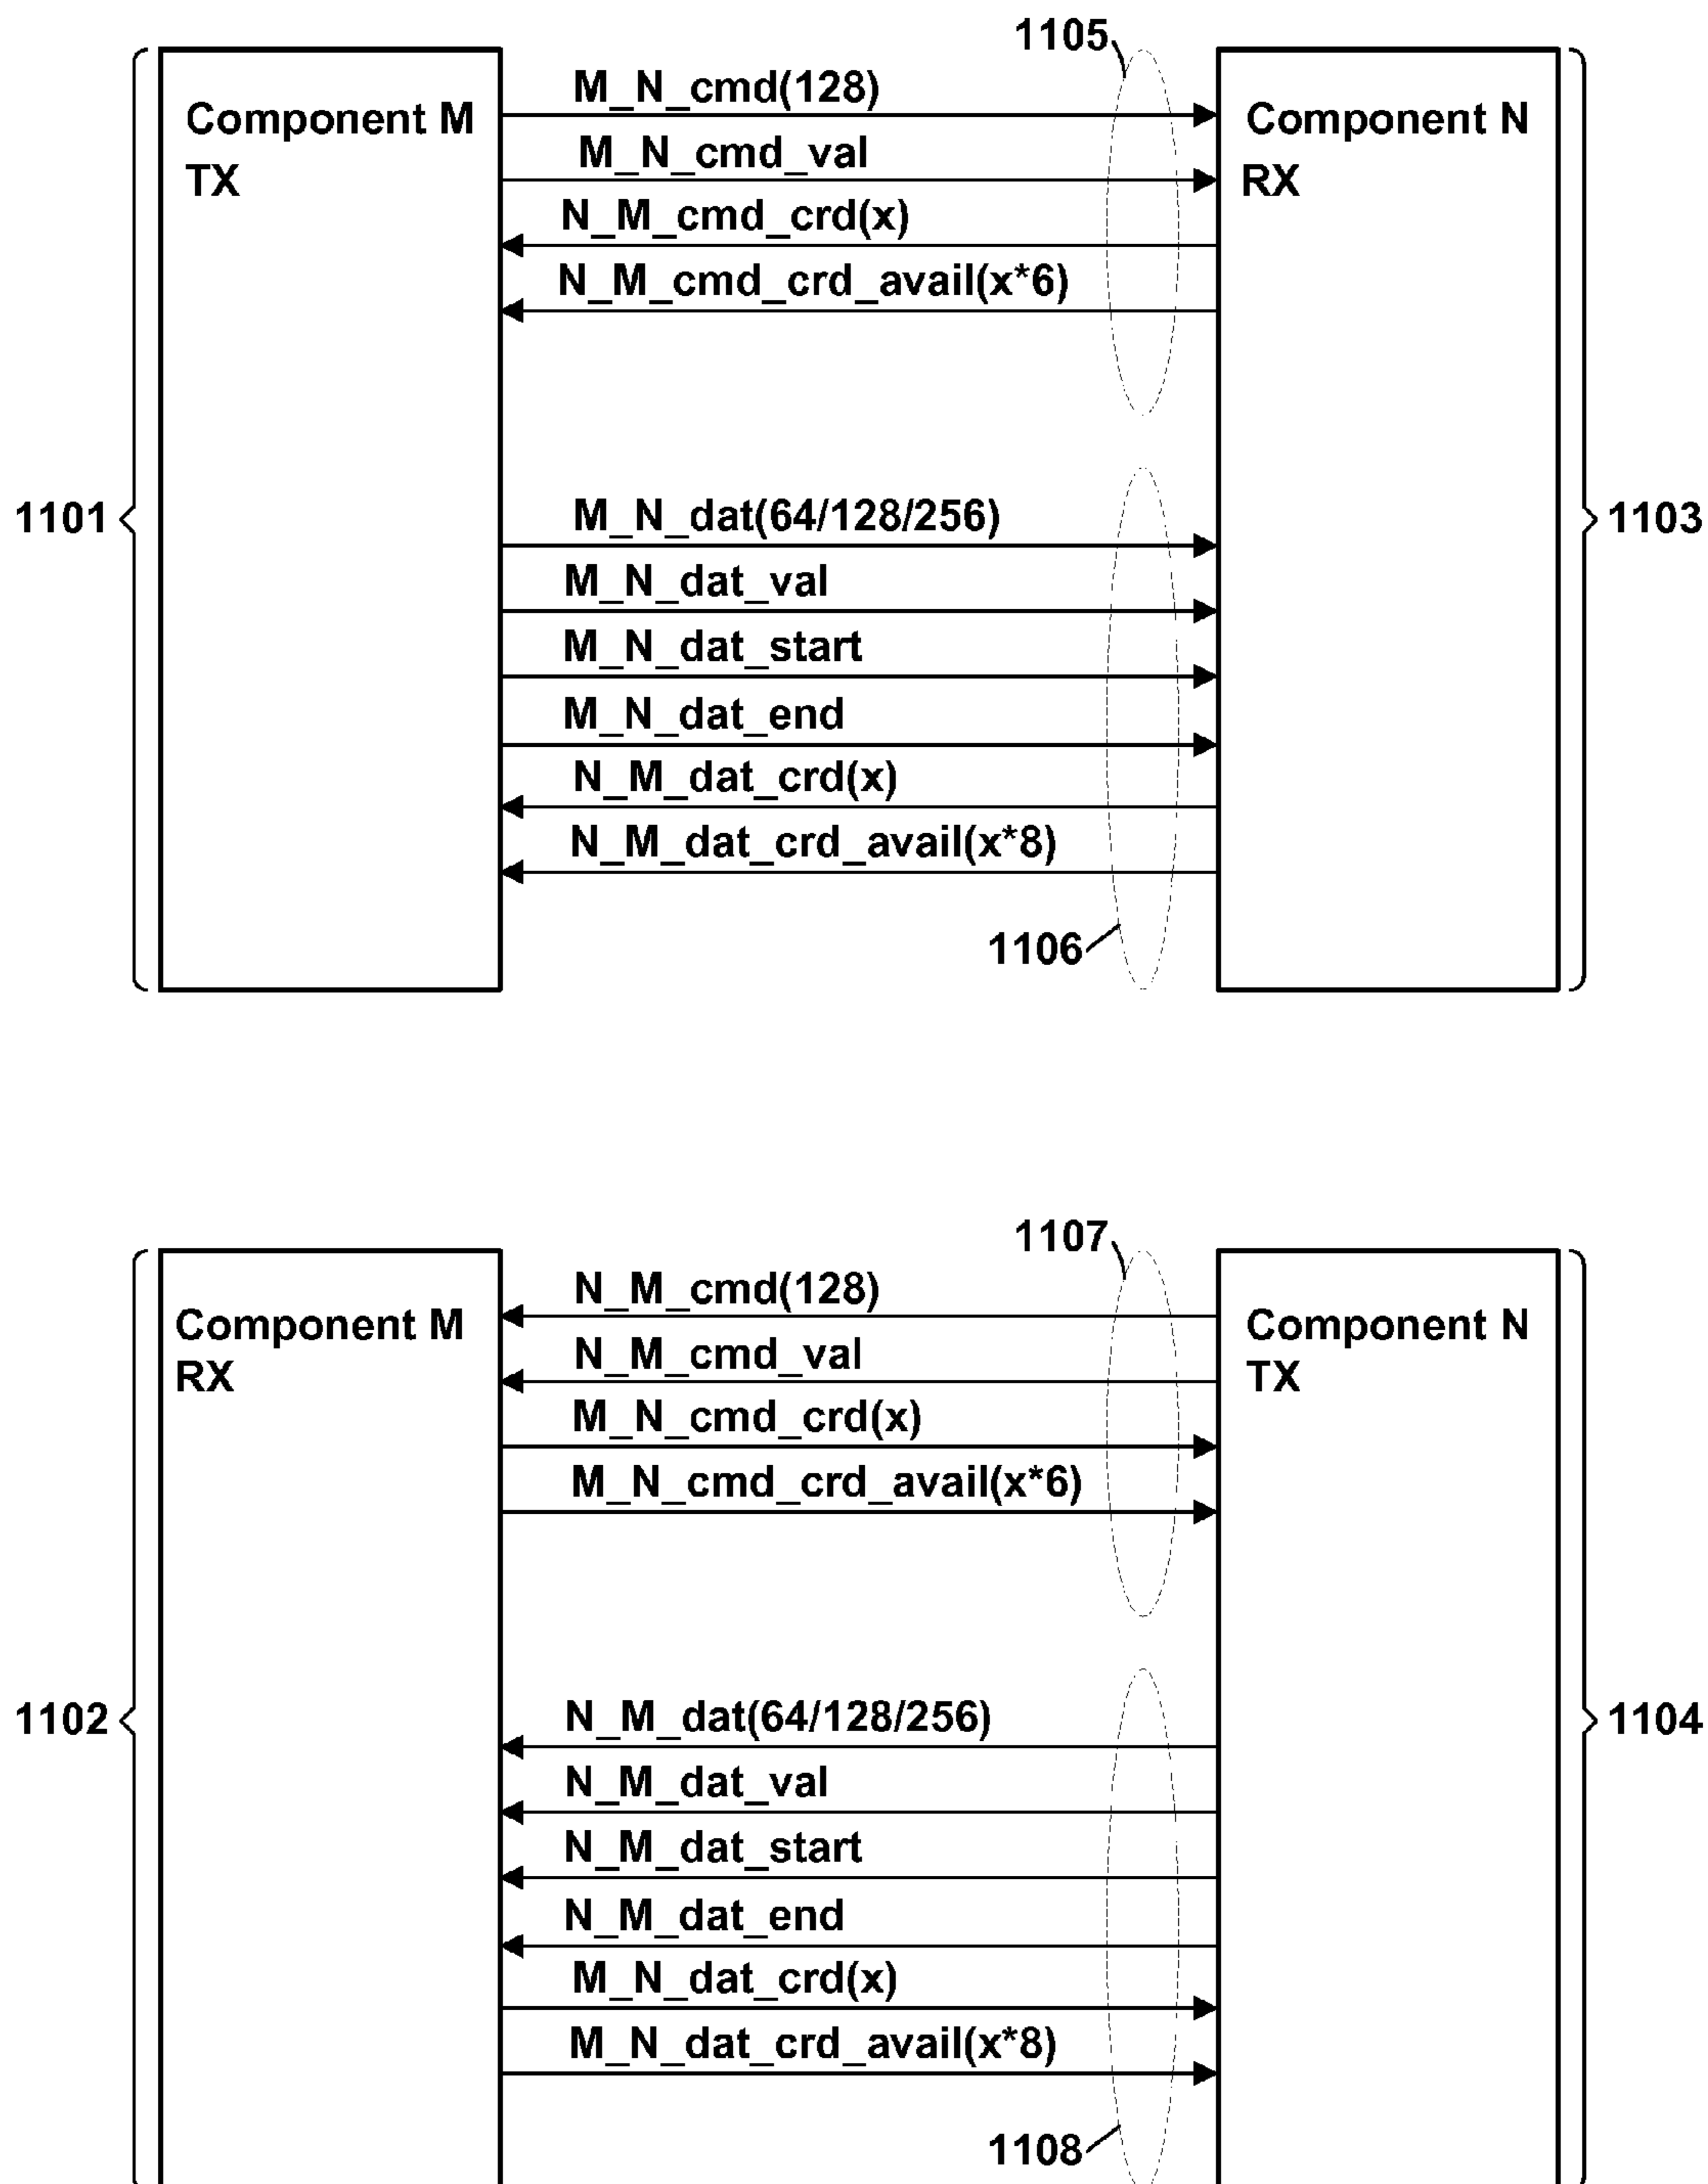 1105
Component M
TX
M_N_cmd(128)
M_N_cmd_val
N_M_cmd_crd(x)
N_M_cmd_crd_avail(x*6)
Component N
RX
1101
M_N_dat(64/128/256)
M_N_dat_val
M_N_dat_start
M_N_dat_end
N_M_dat_crd(x)
N_M_dat_crd_avail(x*8)
1103
1106
1107
Component M
RX
N_M_cmd(128)
N_M_cmd_val
M_N_cmd_crd(x)
M_N_cmd_crd_avail(x*6)
Component N
TX
1102
N_M_dat(64/128/256)
N_M_dat_val
N_M_dat_start
N_M_dat_end
M_N_dat_crd(x)
M_N_dat_crd_avail(x*8)
1104
1108